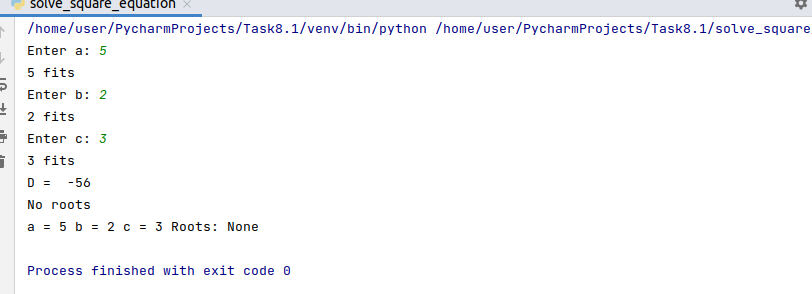 solve_square_equation
/home/user/PycharmProjects/Task8.1/venv/bin/python /home/user/PycharmProjects/Task8.1/solve_square
Enter a: 5
5 fits
Enter b: 2
2 fits
Enter c: 3
3 fits
D =  -56
No roots
a = 5 b = 2 c = 3 Roots: None
Process finished with exit code 0